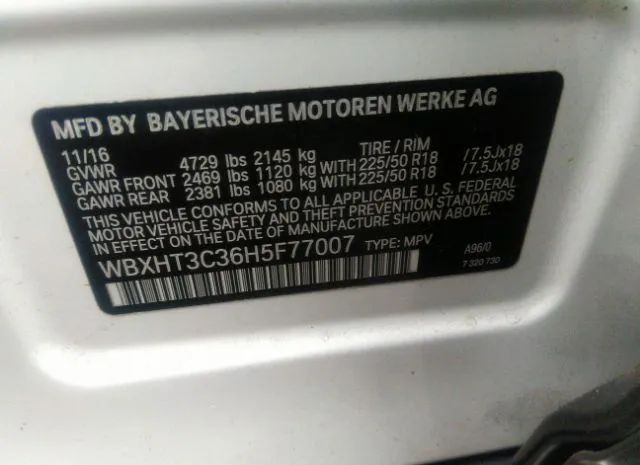 MFD BY BAYERISCHE MOTOREN WERKE AG
11/16 TIRE / RIM
GVWR 4729 lbs 2145 kg
GAWR FRONT 2469 lbs 1120 kg WITH 225/50 R18 / 7.5Jx18
GAWR REAR 2381 lbs 1080 kg WITH 225/50 R18 / 7.5Jx18
THIS VEHICLE CONFORMS TO ALL APPLICABLE U. S. FEDERAL
MOTOR VEHICLE SAFETY AND THEFT PREVENTION STANDARDS
IN EFFECT ON THE DATE OF MANUFACTURE SHOWN ABOVE.
WBXHT3C36H5F77007 TYPE: MPV A96/0
7 320 730